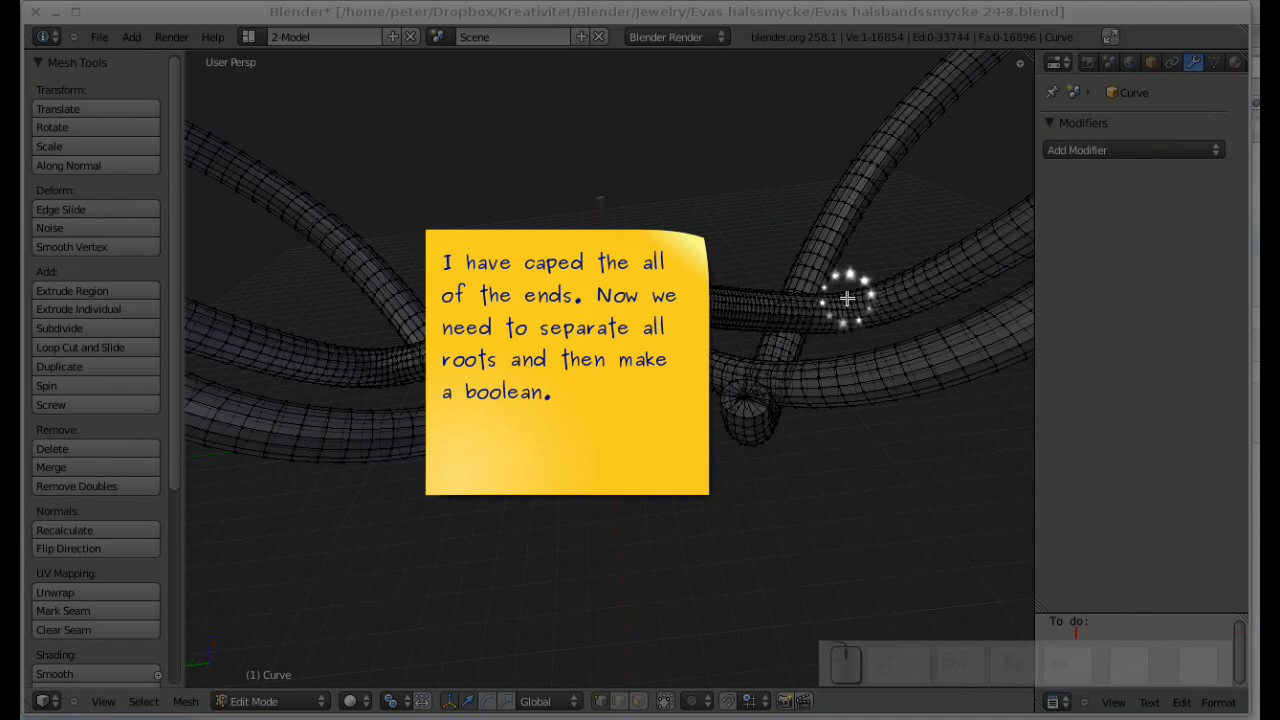 Blender* [/home/peter/Dropbox/Kreativitet/Blender/Jewelry/Evas halssmycke/Evas halsbandssmycke 24-8.blend]
File Add Render Help 2-Model Scene Blender Render blender.org 258.1 | Ve:1-16854 | Ed:0-33744 | Fa:0-16896 | Curve
Mesh Tools
Transform:
Translate
Rotate
Scale
Along Normal
Deform:
Edge Slide
Noise
Smooth Vertex
Add:
Extrude Region
Extrude Individual
Subdivide
Loop Cut and Slide
Duplicate
Spin
Screw
Remove:
Delete
Merge
Remove Doubles
Normals:
Recalculate
Flip Direction
UV Mapping:
Unwrap
Mark Seam
Clear Seam
Shading:
Smooth
User Persp
I have caped the all
of the ends. Now we
need to separate all
roots and then make
a boolean.
(1) Curve
Curve
Modifiers
Add Modifier
To do:
View Select Mesh Edit Mode Global
View Text Edit Format